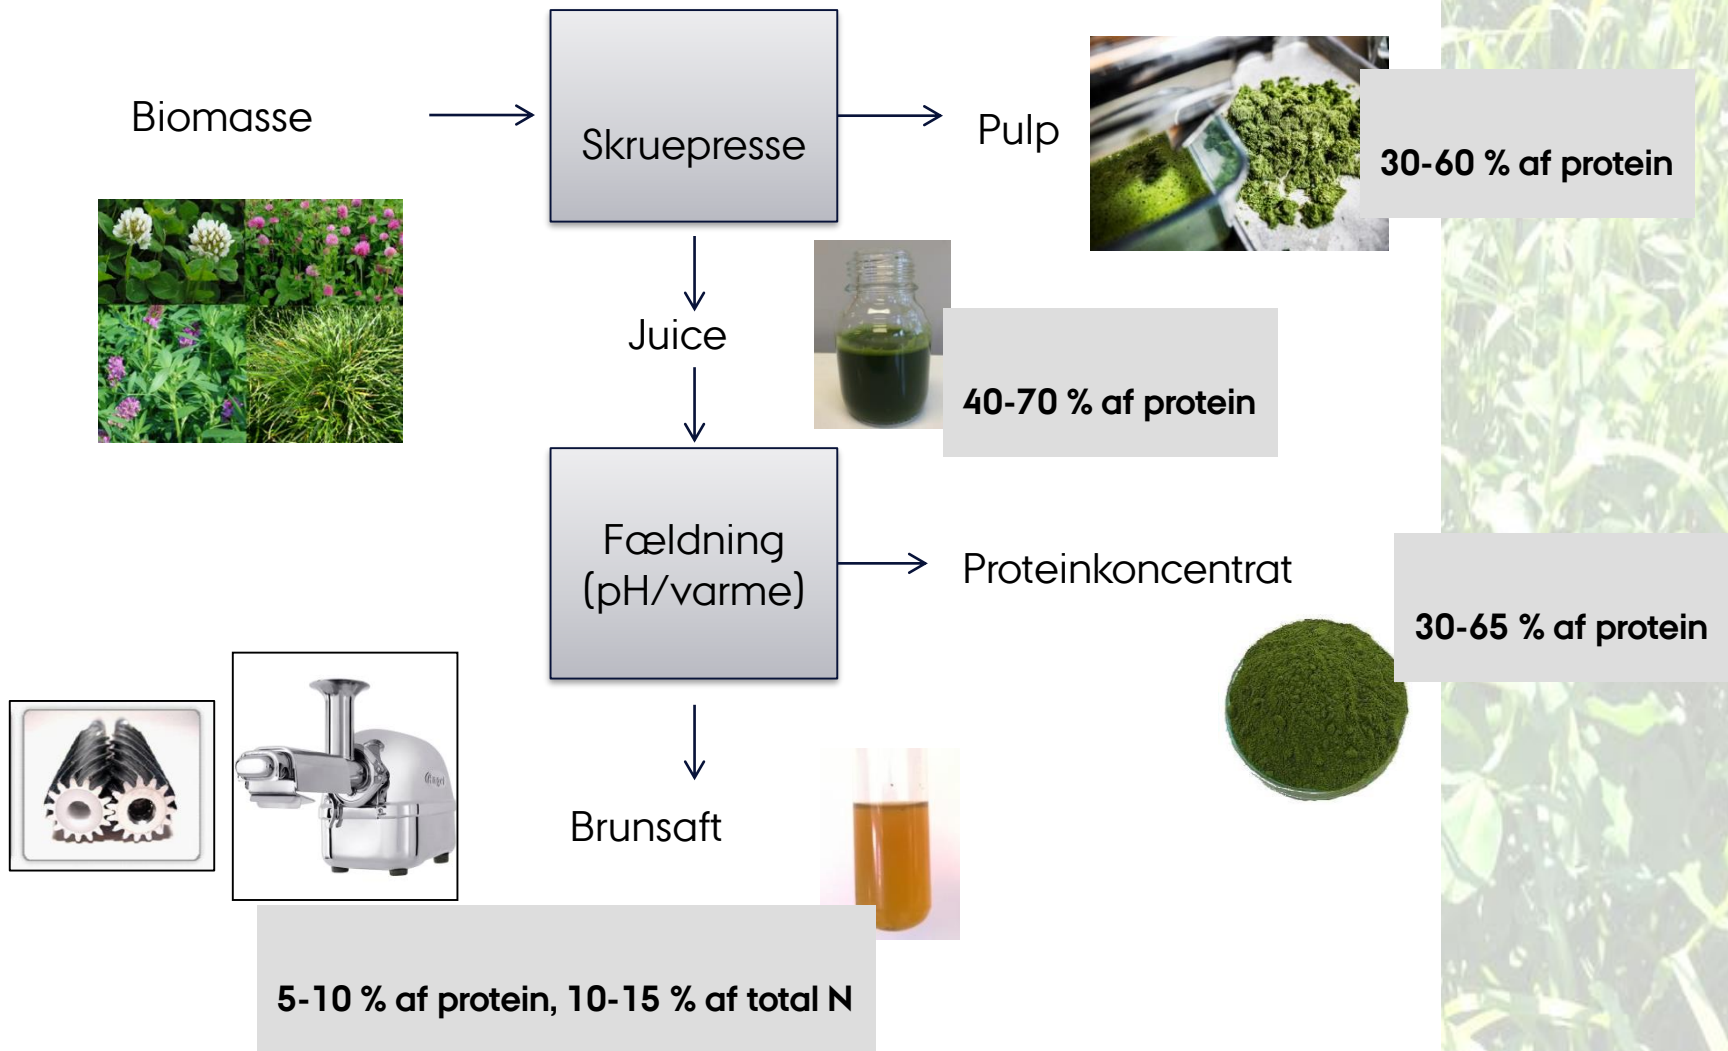 Biomasse
Skruepresse
Pulp
30-60 % af protein
Juice
40-70 % af protein
Fældning
(pH/varme)
Proteinkoncentrat
30-65 % af protein
Angel
Brunsaft
5-10 % af protein, 10-15 % af total N